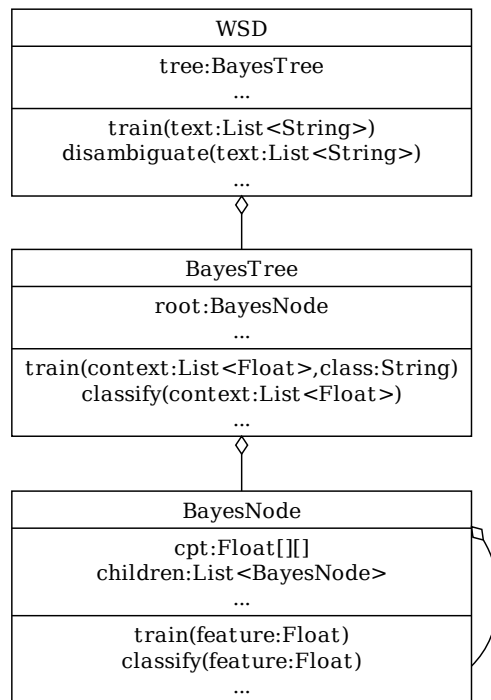 WSD
tree:BayesTree
...
train(text:List<String>)
disambiguate(text:List<String>)
...
BayesTree
root:BayesNode
...
train(context:List<Float>,class:String)
classify(context:List<Float>)
...
BayesNode
cpt:Float[][]
children:List<BayesNode>
...
train(feature:Float)
classify(feature:Float)
...